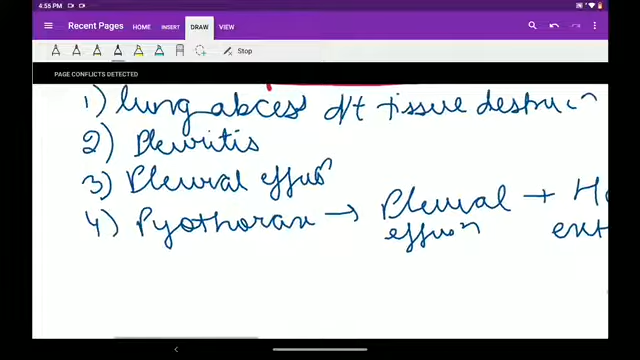 4:55 PM
Recent Pages HOME INSERT DRAW VIEW
Stop
PAGE CONFLICTS DETECTED
1) lung abcess d/t tissue destrucn
2) Pleuritis
3) Pleural effusn
4) Pyothorax → Pleural +
effusn